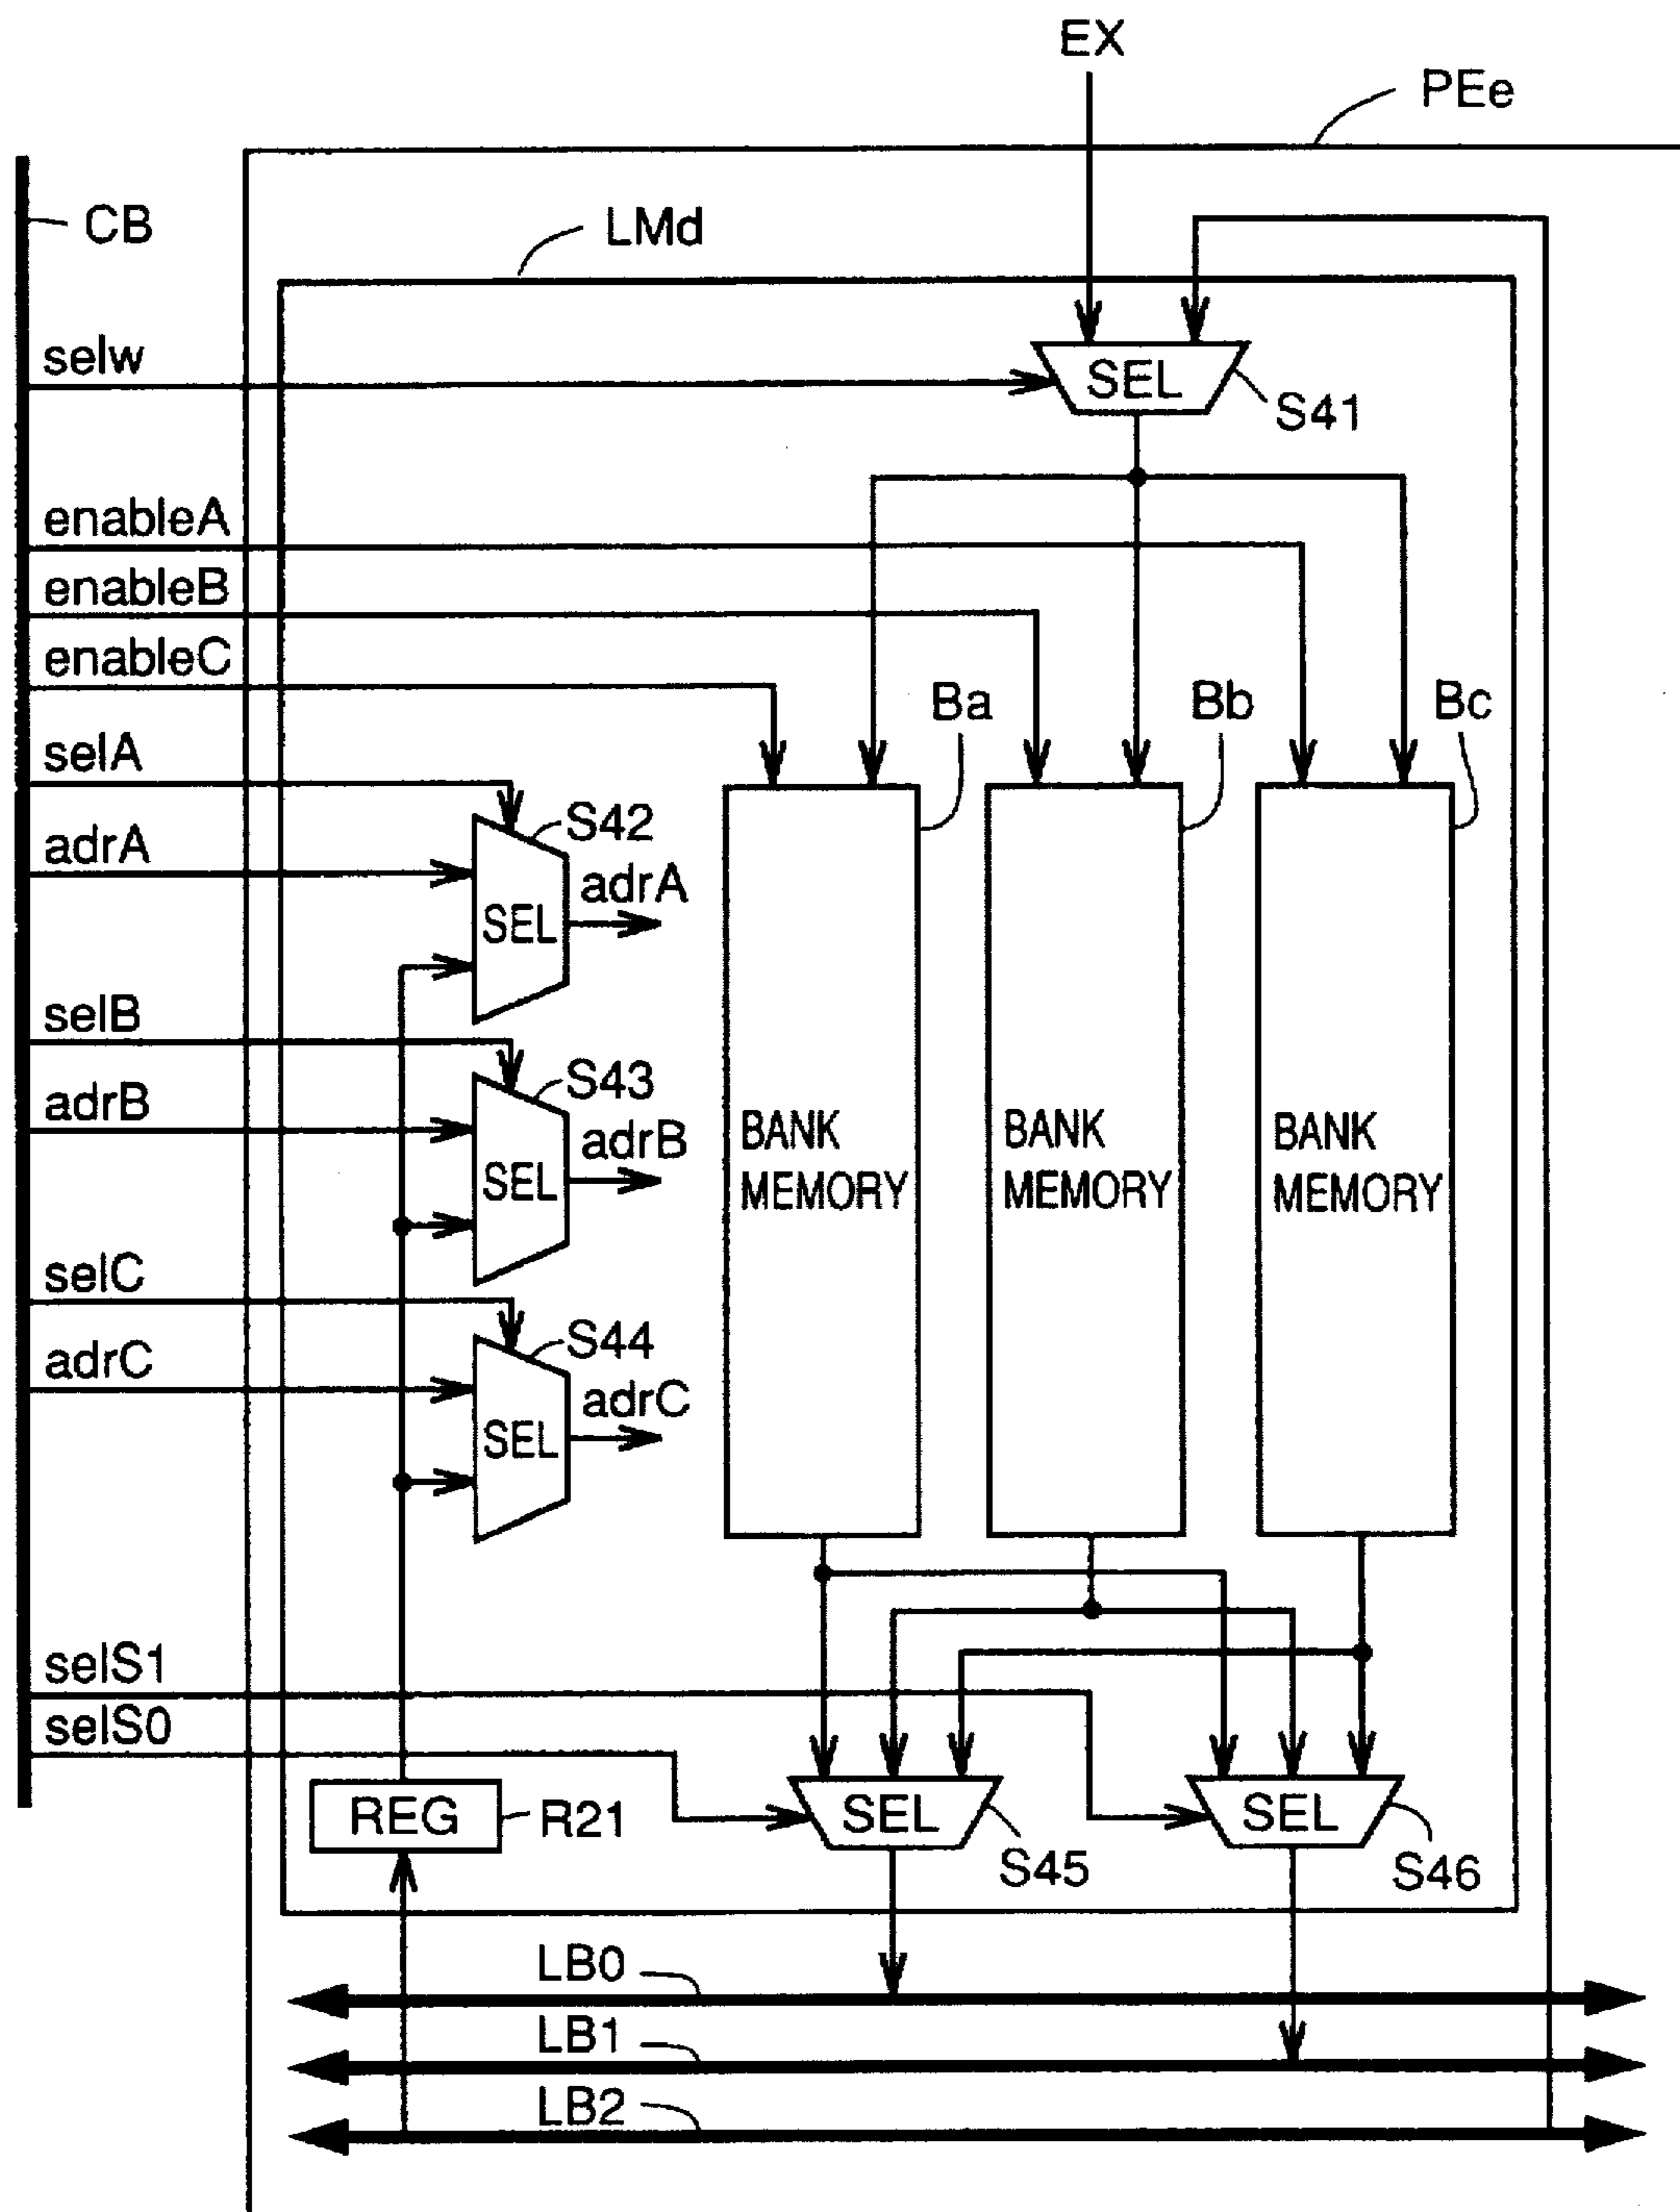 EX
PEe
CB
LMd
selw
SEL
S41
enableA
enableB
enableC
Ba
Bb
Bc
selA
S42
adrA
adrA
SEL
selB
S43
adrB
adrB
SEL
BANK
MEMORY
BANK
MEMORY
BANK
MEMORY
selC
S44
adrC
adrC
SEL
selS1
selS0
REG
R21
SEL
S45
SEL
S46
LB0
LB1
LB2